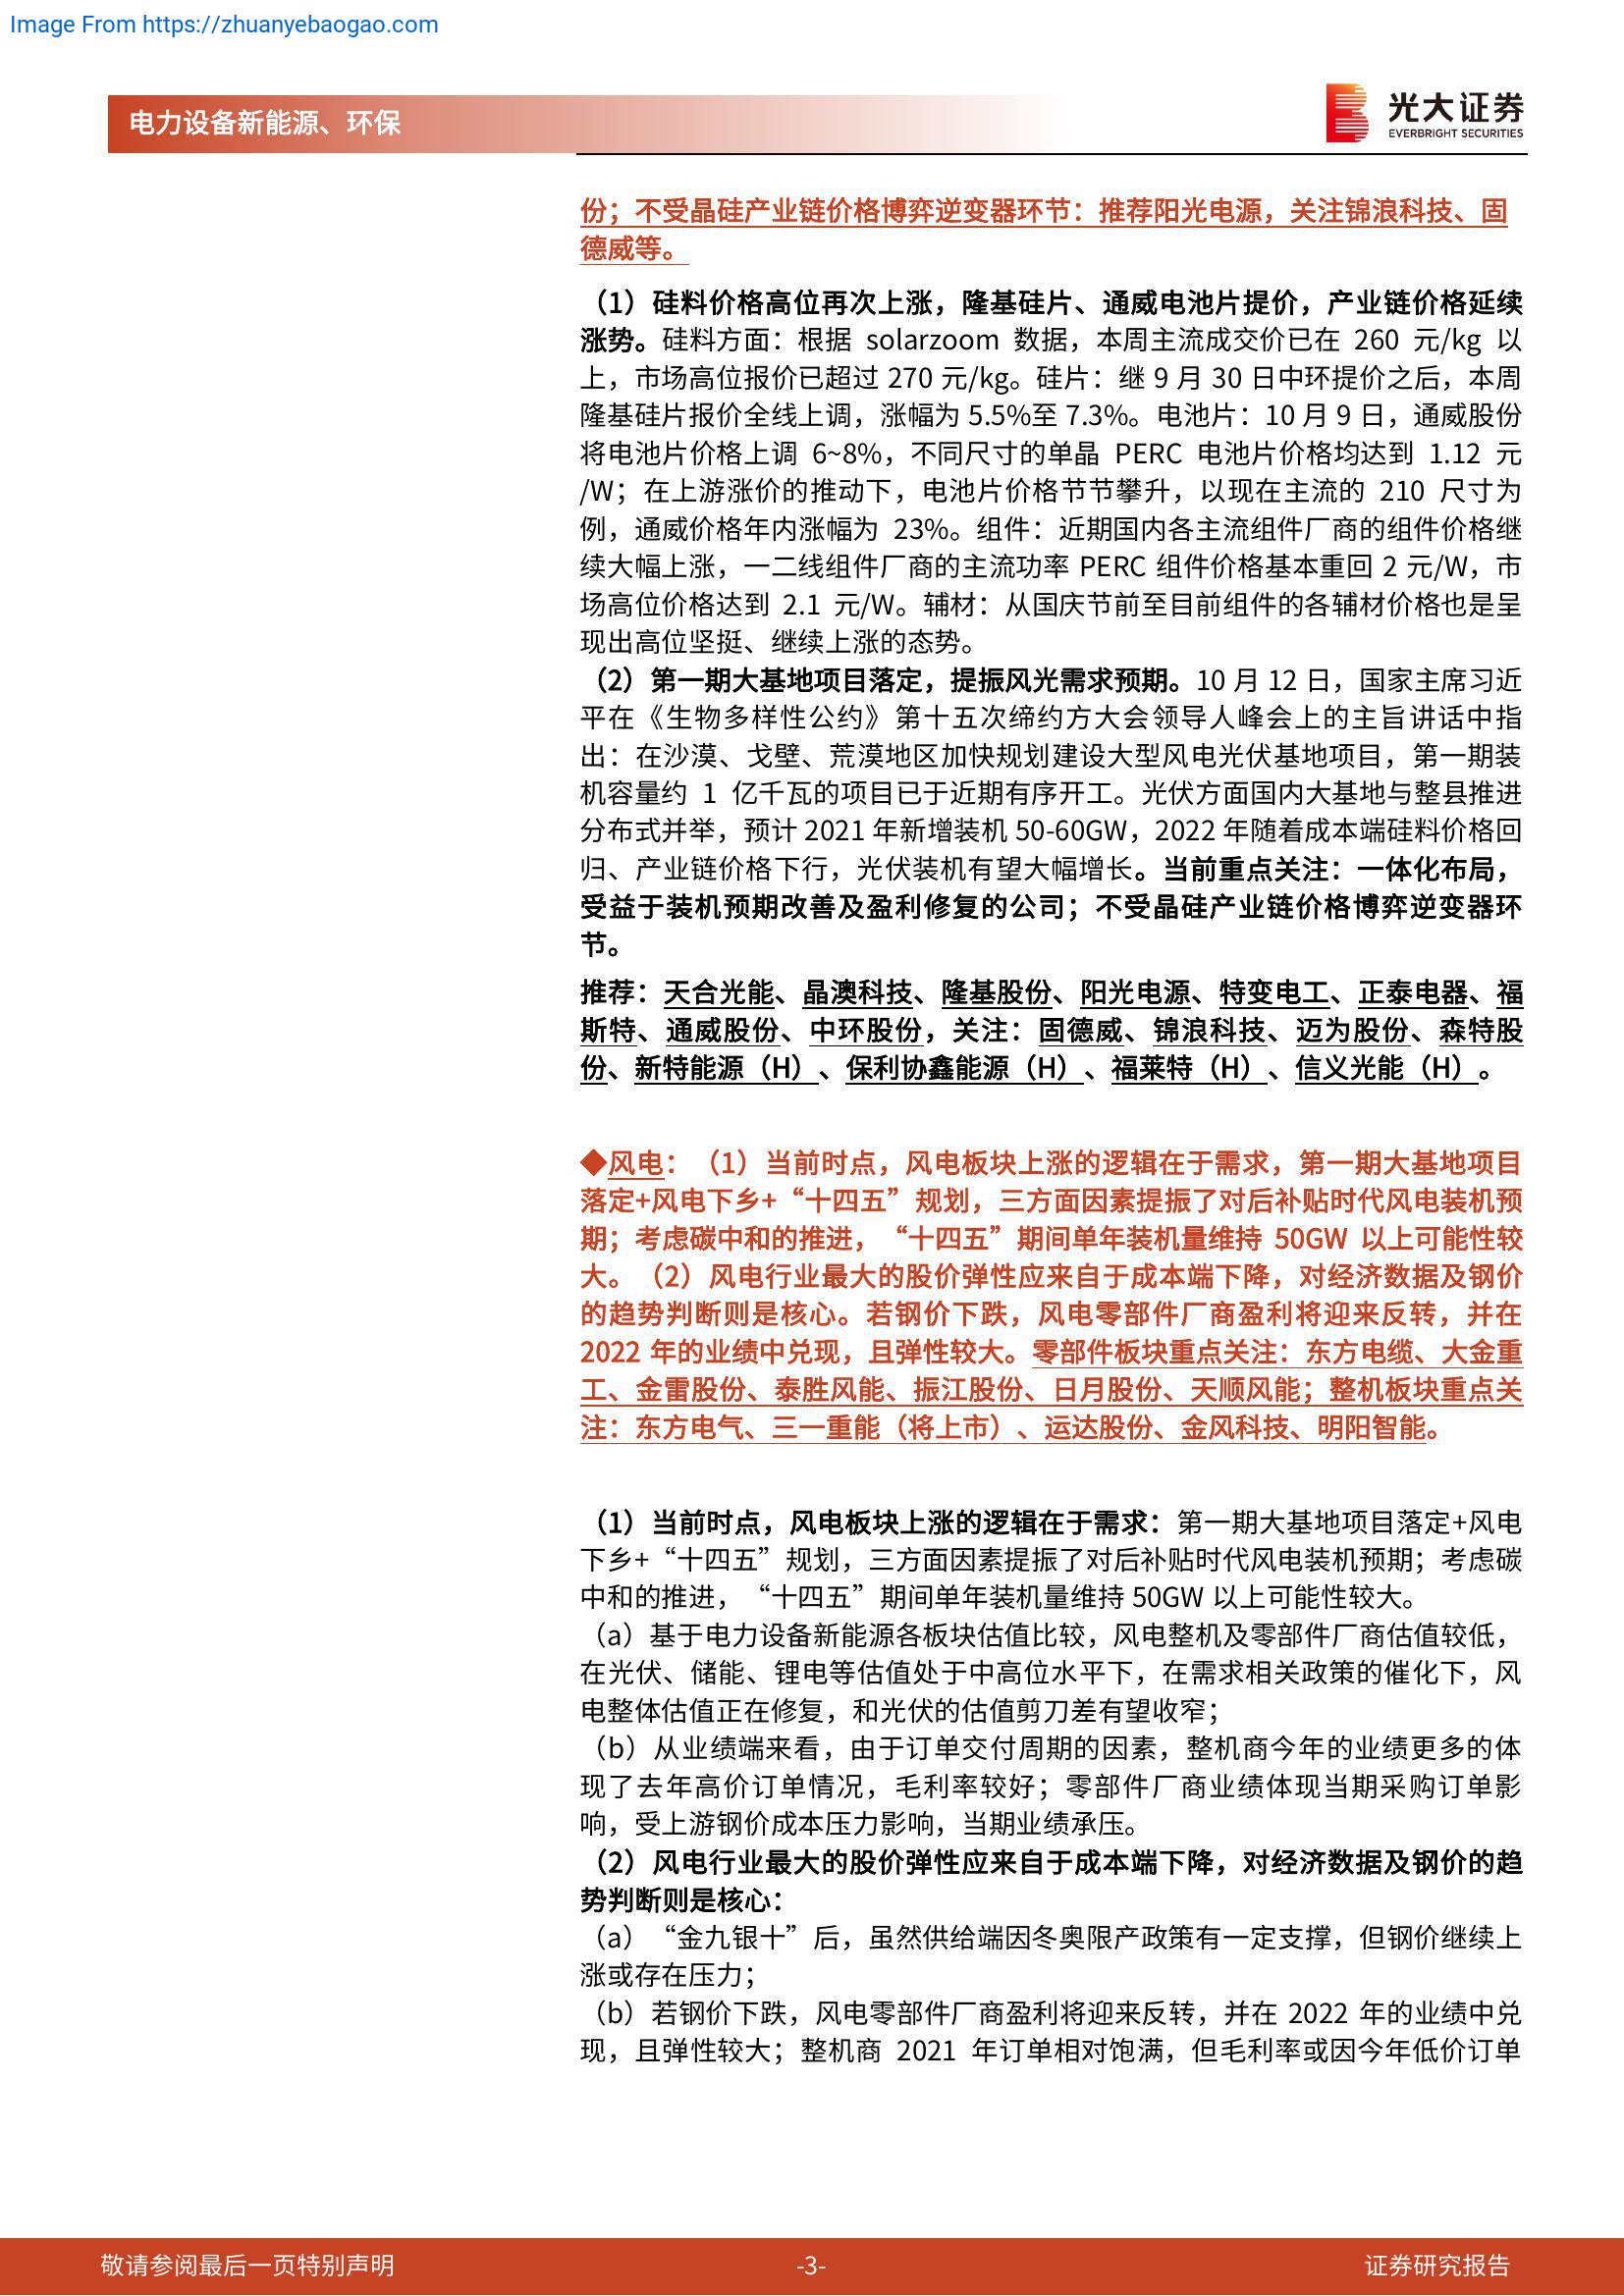 Image From https://zhuanyebaogao.com
电力设备新能源、环保
光大证券
EVERBRIGHT SECURITIES
份；不受晶硅产业链价格博弈逆变器环节：推荐阳光电源，关注锦浪科技、固
德威等。
（1）硅料价格高位再次上涨，隆基硅片、通威电池片提价，产业链价格延续
涨势。硅料方面：根据 solarzoom 数据，本周主流成交价已在 260 元/kg 以
上，市场高位报价已超过 270 元/kg。硅片：继 9 月 30 日中环提价之后，本周
隆基硅片报价全线上调，涨幅为 5.5%至 7.3%。电池片：10 月 9 日，通威股份
将电池片价格上调 6~8%，不同尺寸的单晶 PERC 电池片价格均达到 1.12 元
/W；在上游涨价的推动下，电池片价格节节攀升，以现在主流的 210 尺寸为
例，通威价格年内涨幅为 23%。组件：近期国内各主流组件厂商的组件价格继
续大幅上涨，一二线组件厂商的主流功率 PERC 组件价格基本重回 2 元/W，市
场高位价格达到 2.1 元/W。辅材：从国庆节前至目前组件的各辅材价格也是呈
现出高位坚挺、继续上涨的态势。
（2）第一期大基地项目落定，提振风光需求预期。10 月 12 日，国家主席习近
平在《生物多样性公约》第十五次缔约方大会领导人峰会上的主旨讲话中指
出：在沙漠、戈壁、荒漠地区加快规划建设大型风电光伏基地项目，第一期装
机容量约 1 亿千瓦的项目已于近期有序开工。光伏方面国内大基地与整县推进
分布式并举，预计 2021 年新增装机 50-60GW，2022 年随着成本端硅料价格回
归、产业链价格下行，光伏装机有望大幅增长。当前重点关注：一体化布局，
受益于装机预期改善及盈利修复的公司；不受晶硅产业链价格博弈逆变器环
节。
推荐：天合光能、晶澳科技、隆基股份、阳光电源、特变电工、正泰电器、福
斯特、通威股份、中环股份，关注：固德威、锦浪科技、迈为股份、森特股
份、新特能源（H）、保利协鑫能源（H）、福莱特（H）、信义光能（H）。
◆风电：（1）当前时点，风电板块上涨的逻辑在于需求，第一期大基地项目
落定+风电下乡+“十四五”规划，三方面因素提振了对后补贴时代风电装机预
期；考虑碳中和的推进，“十四五”期间单年装机量维持 50GW 以上可能性较
大。（2）风电行业最大的股价弹性应来自于成本端下降，对经济数据及钢价
的趋势判断则是核心。若钢价下跌，风电零部件厂商盈利将迎来反转，并在
2022 年的业绩中兑现，且弹性较大。零部件板块重点关注：东方电缆、大金重
工、金雷股份、泰胜风能、振江股份、日月股份、天顺风能；整机板块重点关
注：东方电气、三一重能（将上市）、运达股份、金风科技、明阳智能。
（1）当前时点，风电板块上涨的逻辑在于需求：第一期大基地项目落定+风电
下乡+“十四五”规划，三方面因素提振了对后补贴时代风电装机预期；考虑碳
中和的推进，“十四五”期间单年装机量维持 50GW 以上可能性较大。
（a）基于电力设备新能源各板块估值比较，风电整机及零部件厂商估值较低，
在光伏、储能、锂电等估值处于中高位水平下，在需求相关政策的催化下，风
电整体估值正在修复，和光伏的估值剪刀差有望收窄；
（b）从业绩端来看，由于订单交付周期的因素，整机商今年的业绩更多的体
现了去年高价订单情况，毛利率较好；零部件厂商业绩体现当期采购订单影
响，受上游钢价成本压力影响，当期业绩承压。
（2）风电行业最大的股价弹性应来自于成本端下降，对经济数据及钢价的趋
势判断则是核心：
（a）“金九银十”后，虽然供给端因冬奥限产政策有一定支撑，但钢价继续上
涨或存在压力；
（b）若钢价下跌，风电零部件厂商盈利将迎来反转，并在 2022 年的业绩中兑
现，且弹性较大；整机商 2021 年订单相对饱满，但毛利率或因今年低价订单
敬请参阅最后一页特别声明
-3-
证券研究报告